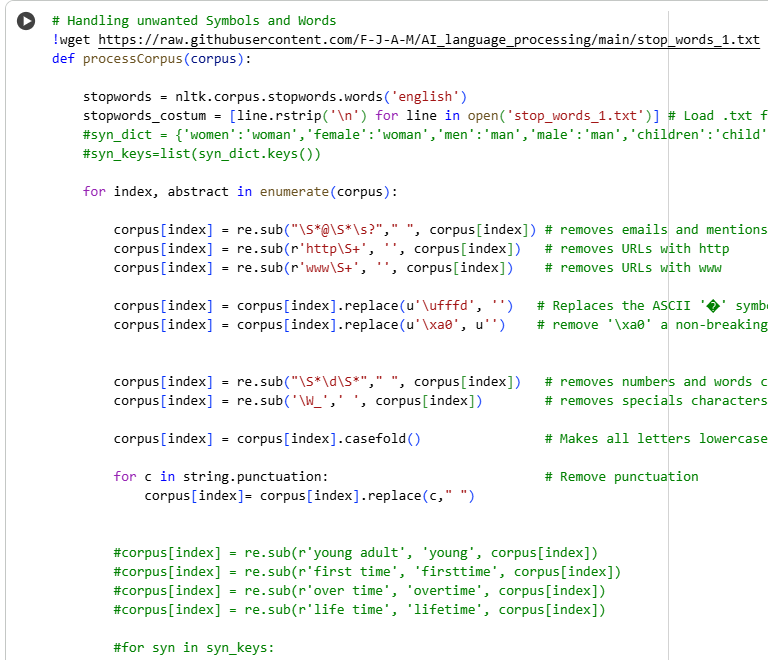 # Handling unwanted Symbols and Words
!wget https://raw.githubusercontent.com/F-J-A-M/AI_language_processing/main/stop_words_1.txt
def processCorpus(corpus):
stopwords = nltk.corpus.stopwords.words('english')
stopwords_costum = [line.rstrip('\n') for line in open('stop_words_1.txt')] # Load .txt f
#syn_dict = {'women':'woman','female':'woman','men':'man','male':'man','children':'child'
#syn_keys=list(syn_dict.keys())
for index, abstract in enumerate(corpus):
corpus[index] = re.sub("\S*@\S*\s?"," ", corpus[index]) # removes emails and mentions
corpus[index] = re.sub(r'http\S+', '', corpus[index])   # removes URLs with http
corpus[index] = re.sub(r'www\S+', '', corpus[index])    # removes URLs with www
corpus[index] = corpus[index].replace(u'\ufffd', '')   # Replaces the ASCII '�' symbo
corpus[index] = corpus[index].replace(u'\xa0', u'')    # remove '\xa0' a non-breaking
corpus[index] = re.sub("\S*\d\S*"," ", corpus[index])   # removes numbers and words c
corpus[index] = re.sub('\W_',' ', corpus[index])        # removes specials characters
corpus[index] = corpus[index].casefold()                # Makes all letters lowercase
for c in string.punctuation:                            # Remove punctuation
corpus[index]= corpus[index].replace(c," ")
#corpus[index] = re.sub(r'young adult', 'young', corpus[index])
#corpus[index] = re.sub(r'first time', 'firsttime', corpus[index])
#corpus[index] = re.sub(r'over time', 'overtime', corpus[index])
#corpus[index] = re.sub(r'life time', 'lifetime', corpus[index])
#for syn in syn_keys: